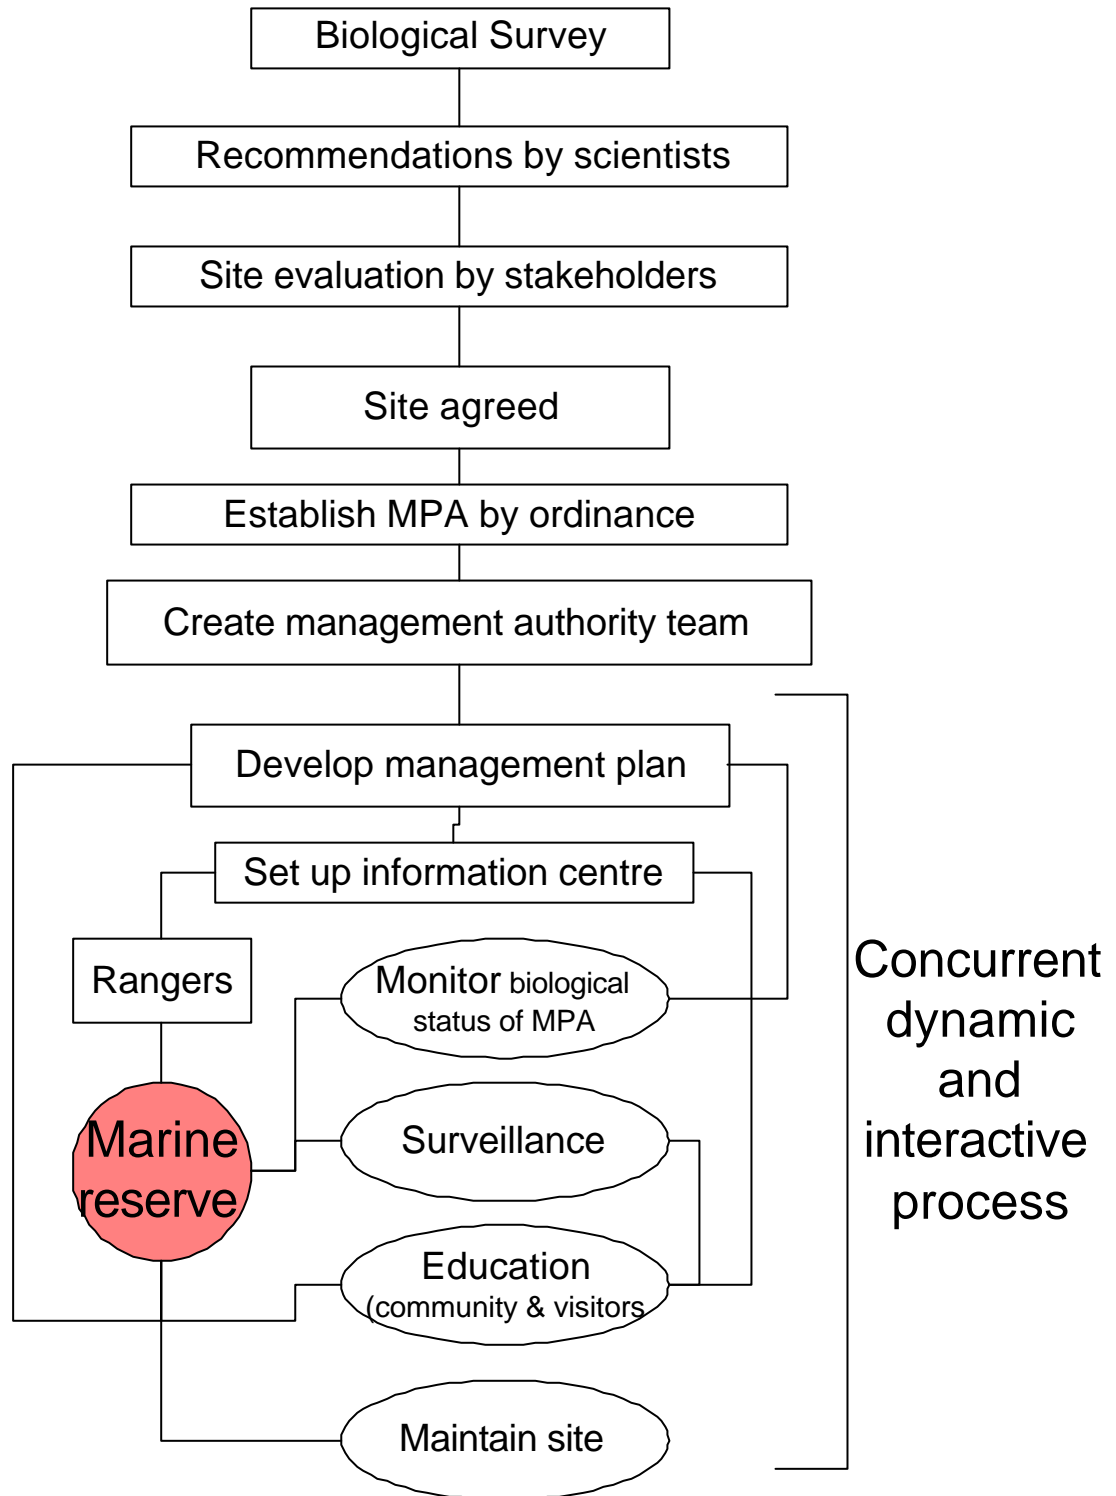 Biological Survey
Recommendations by scientists
Site evaluation by stakeholders
Site agreed
Establish MPA by ordinance
Create management authority team
Develop management plan
Set up information centre
Rangers
Monitor biological
status of MPA
Marine
reserve
Surveillance
Education
(community & visitors
Maintain site
Concurrent
dynamic
and
interactive
process